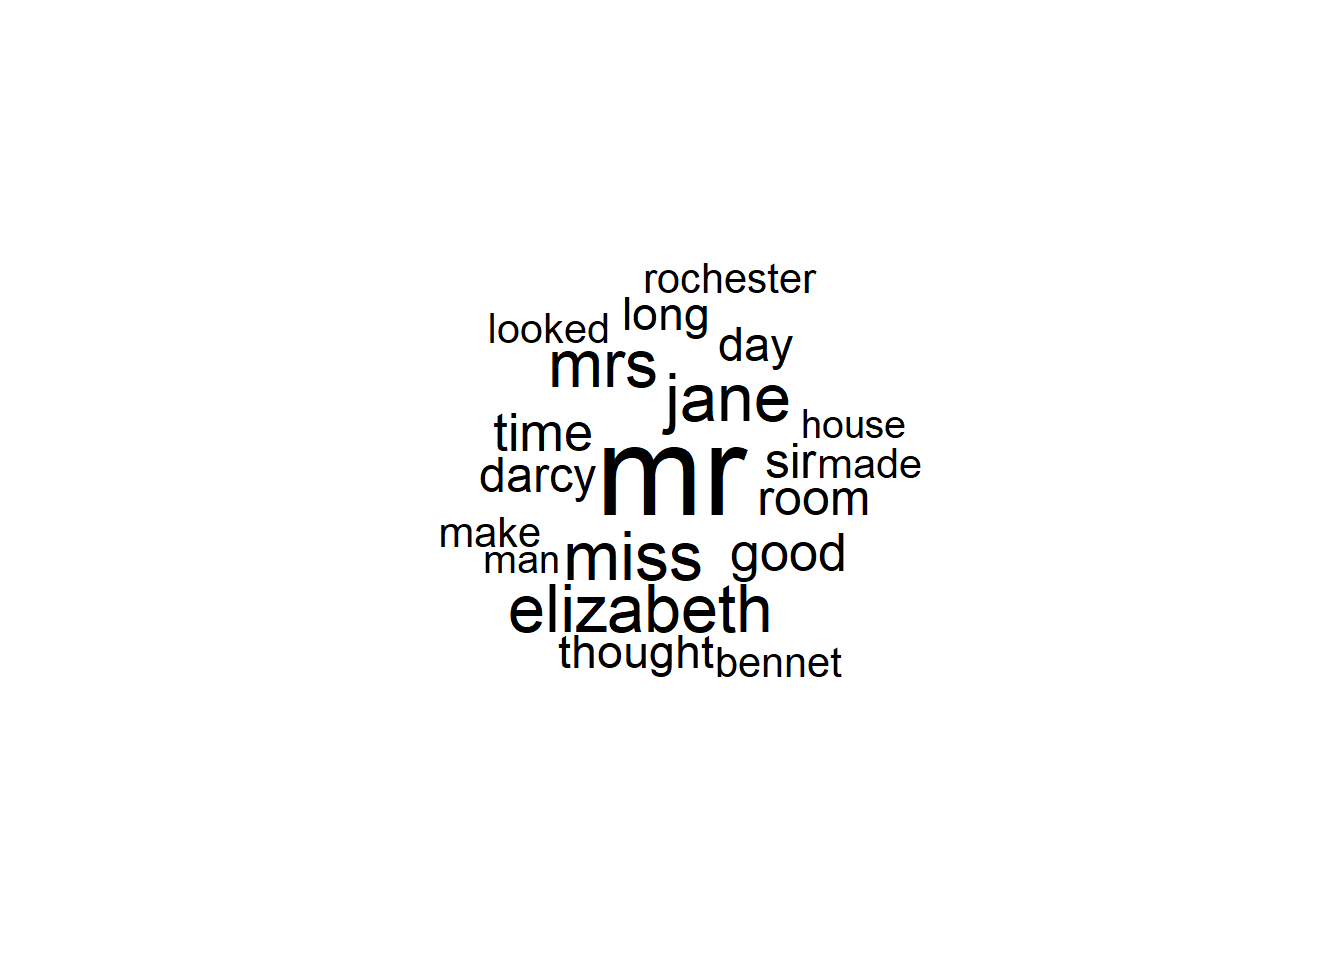 rochester
long
looked
day
mrs
jane
house
time
mr
sir
made
darcy
room
make
man
miss
good
elizabeth
thought
bennet